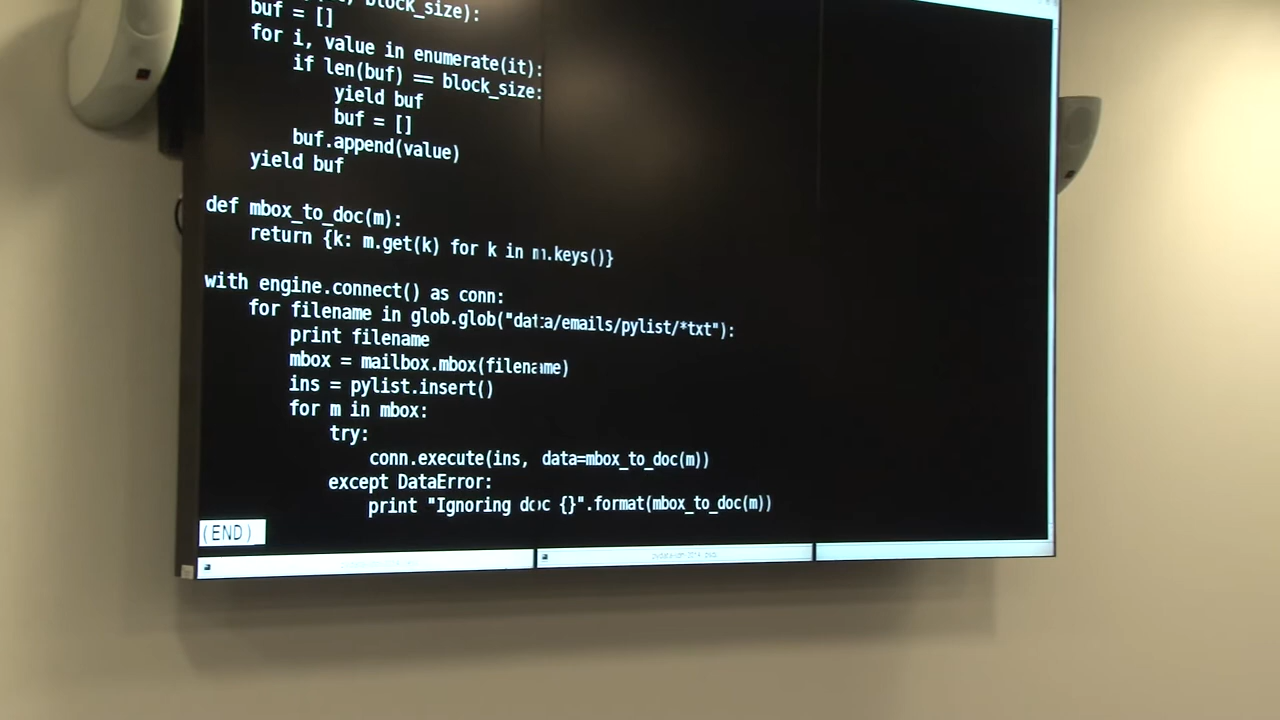 block_size):
    buf = []
    for i, value in enumerate(it):
        if len(buf) == block_size:
            yield buf
            buf = []
        buf.append(value)
    yield buf

def mbox_to_doc(m):
    return {k: m.get(k) for k in m.keys()}

with engine.connect() as conn:
    for filename in glob.glob("data/emails/pylist/*txt"):
        print filename
        mbox = mailbox.mbox(filename)
        ins = pylist.insert()
        for m in mbox:
            try:
                conn.execute(ins, data=mbox_to_doc(m))
            except DataError:
                print "Ignoring doc {}".format(mbox_to_doc(m))
(END)